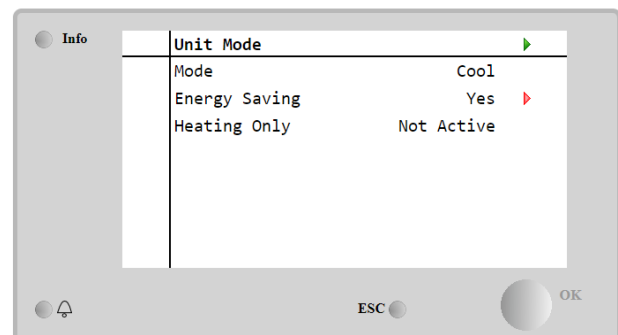 Info
Unit Mode
Mode Cool
Energy Saving Yes
Heating Only Not Active
ESC
OK